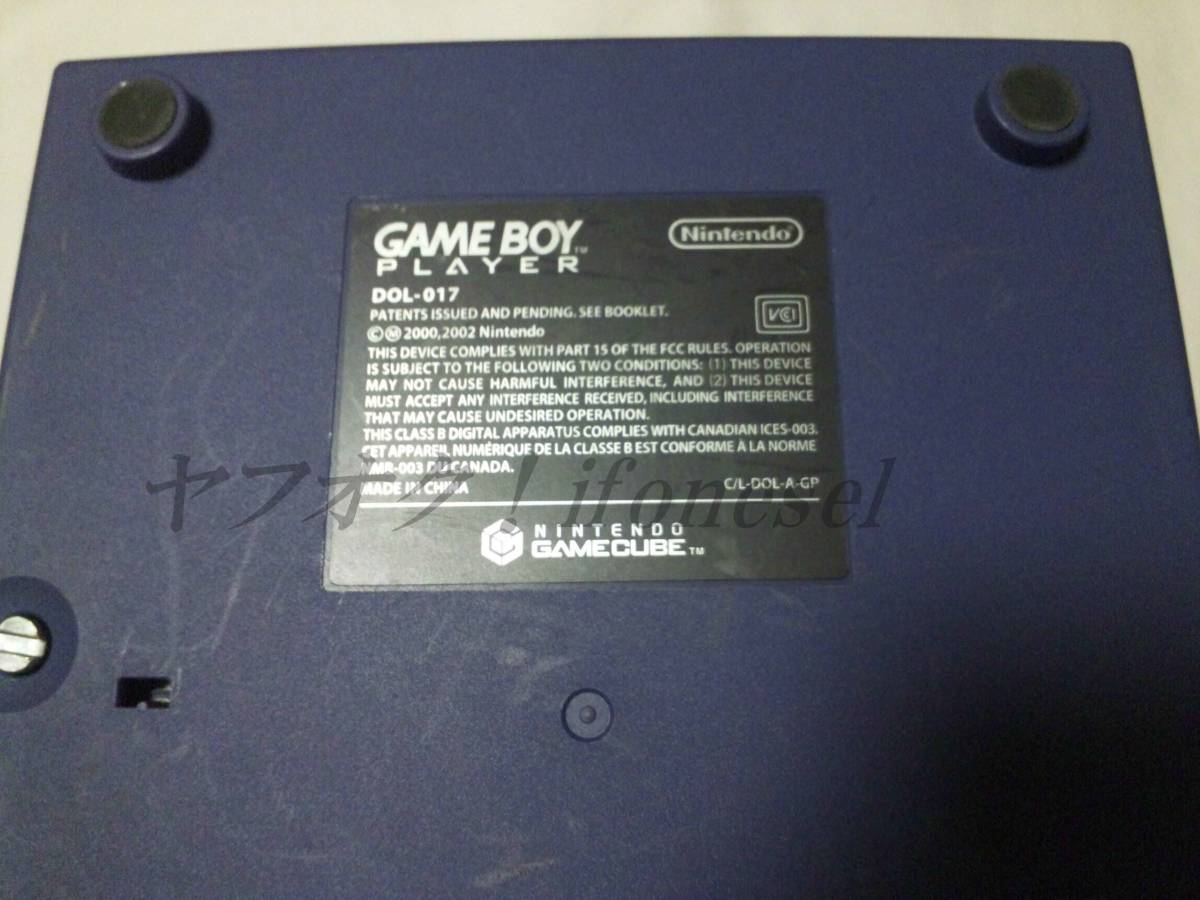 GAME BOY™
PLAYER
Nintendo
DOL-017
PATENTS ISSUED AND PENDING. SEE BOOKLET.
©Ⓜ2000,2002 Nintendo
VCI
THIS DEVICE COMPLIES WITH PART 15 OF THE FCC RULES. OPERATION
IS SUBJECT TO THE FOLLOWING TWO CONDITIONS: (1) THIS DEVICE
MAY NOT CAUSE HARMFUL INTERFERENCE, AND (2) THIS DEVICE
MUST ACCEPT ANY INTERFERENCE RECEIVED, INCLUDING INTERFERENCE
THAT MAY CAUSE UNDESIRED OPERATION.
THIS CLASS B DIGITAL APPARATUS COMPLIES WITH CANADIAN ICES-003.
CET APPAREIL NUMÉRIQUE DE LA CLASSE B EST CONFORME À LA NORME
NMB-003 DU CANADA.
MADE IN CHINA
C/L-DOL-A-GP
ヤフオク! ifoncsel
NINTENDO
GAMECUBE™